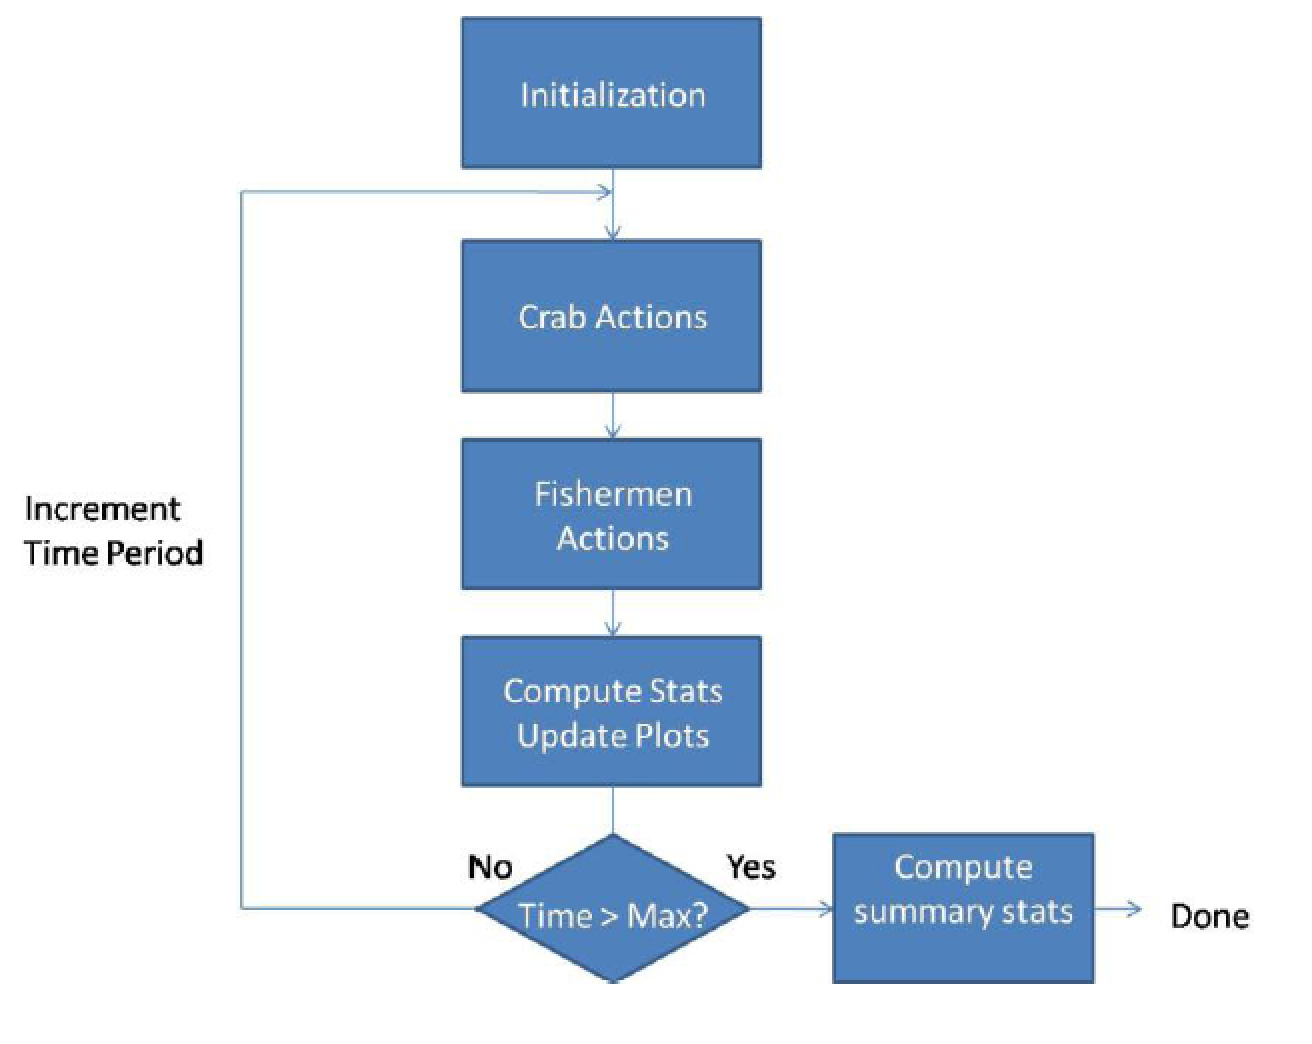 Initialization
Crab Actions
Fishermen
Actions
Increment
Time Period
Compute Stats
Update Plots
No
Yes
Time > Max?
Compute
summary stats
Done